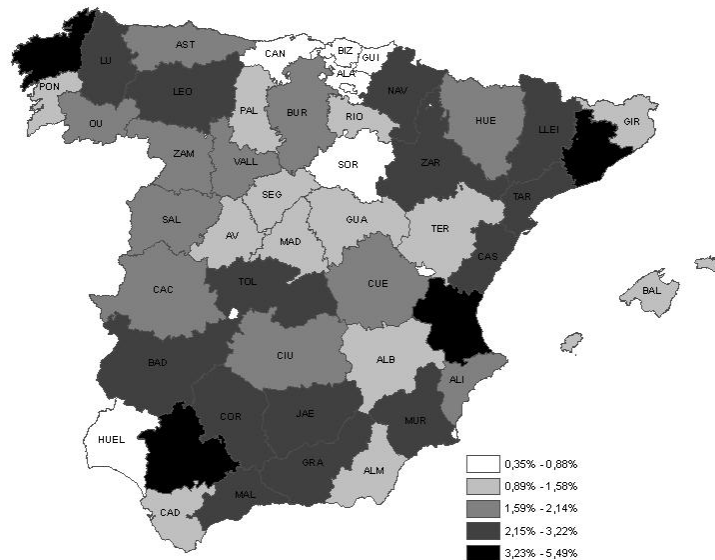 AST
CAN
BIZ
GUI
LU
ALA
PON
LEO
NAV
PAL
BUR
RIO
HUE
GIR
OU
LLEI
ZAM
VALL
SOR
ZAR
SEG
TAR
SAL
GUA
AV
MAD
TER
CAS
TOL
CUE
CAC
BAL
CIU
ALB
BAD
ALI
COR
JAE
MUR
HUEL
GRA
ALM
MAL
CAD
0,35% - 0,88%
0,89% - 1,58%
1,59% - 2,14%
2,15% - 3,22%
3,23% - 5,49%